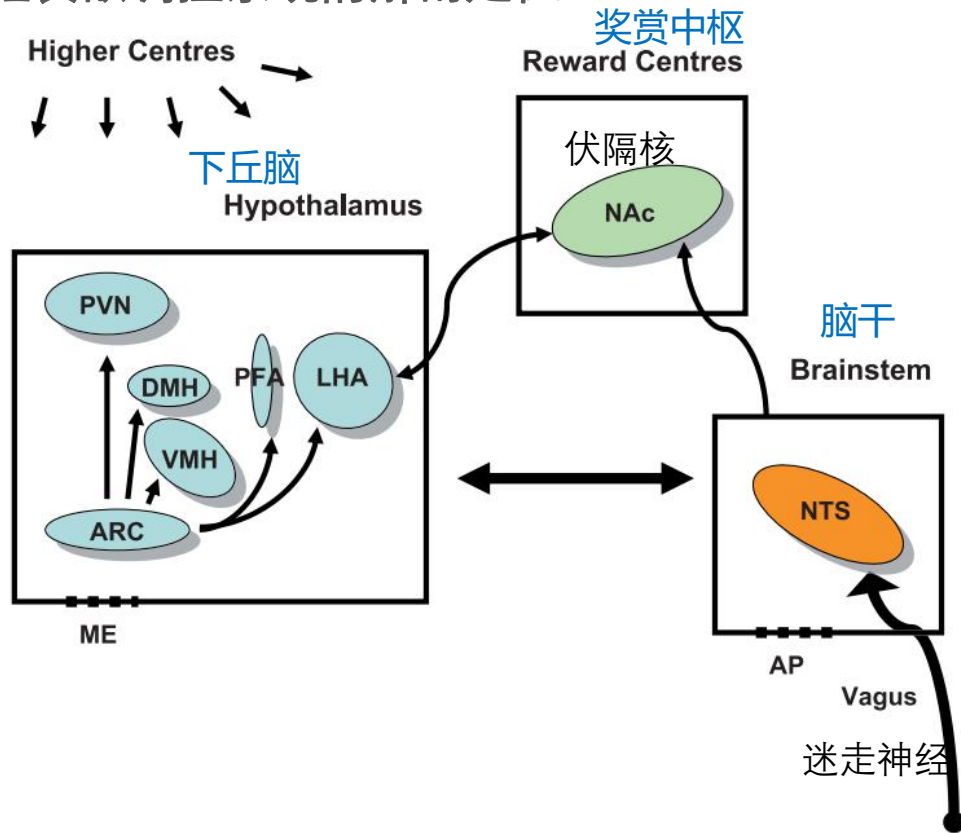 奖赏中枢
Higher Centres
Reward Centres
伏隔核
下丘脑
Hypothalamus
NAc
PVN
脑干
DMH
PFA
LHA
Brainstem
VMH
NTS
ARC
ME
AP
Vagus
迷走神经